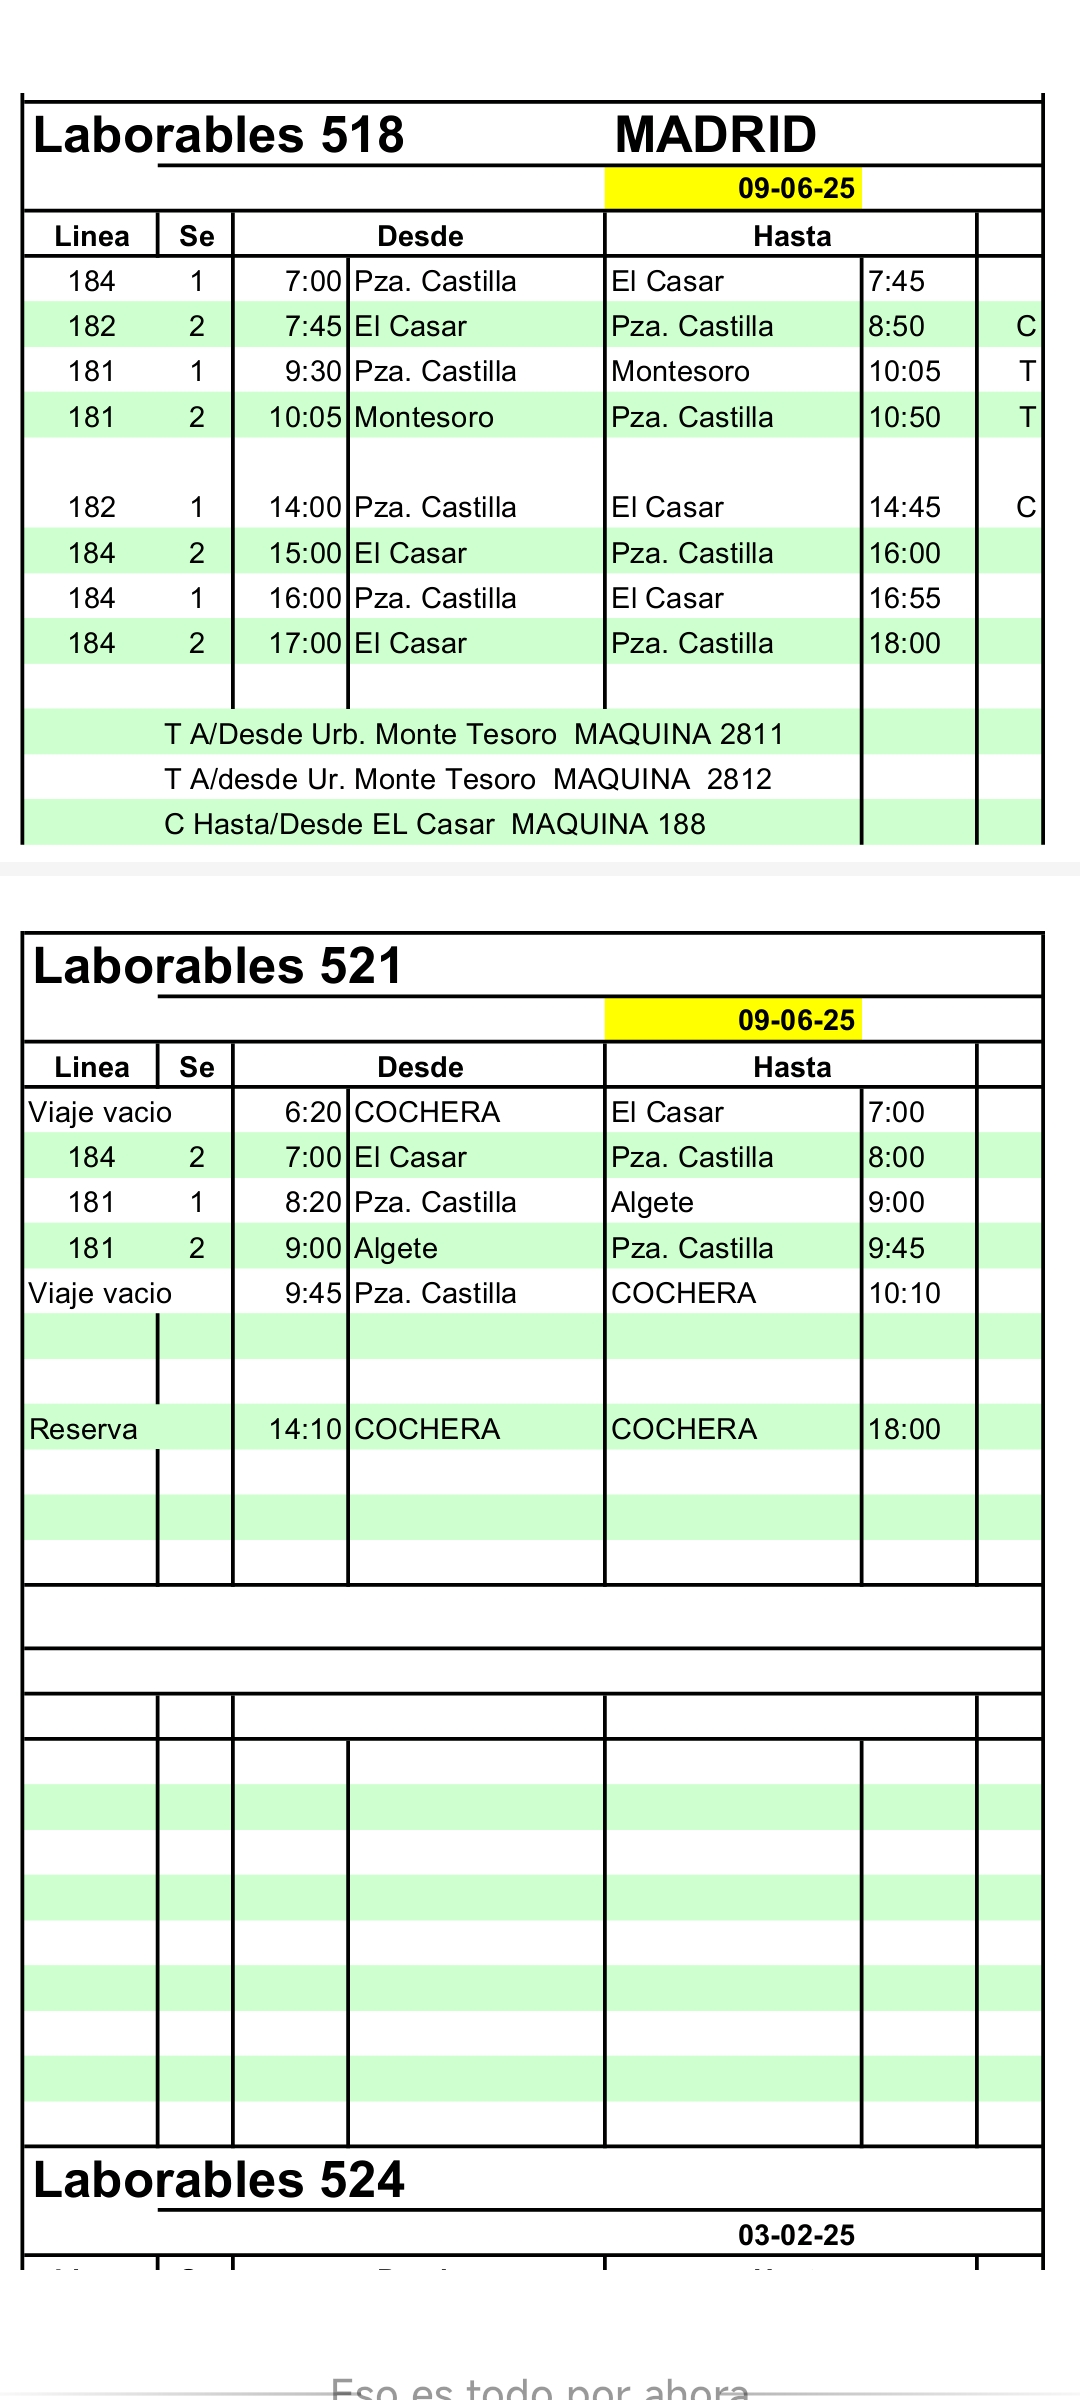 Laborables 518 MADRID
09-06-25
Linea Se Desde Hasta
184 1 7:00 Pza. Castilla El Casar 7:45
182 2 7:45 El Casar Pza. Castilla 8:50 C
181 1 9:30 Pza. Castilla Montesoro 10:05 T
181 2 10:05 Montesoro Pza. Castilla 10:50 T
182 1 14:00 Pza. Castilla El Casar 14:45 C
184 2 15:00 El Casar Pza. Castilla 16:00
184 1 16:00 Pza. Castilla El Casar 16:55
184 2 17:00 El Casar Pza. Castilla 18:00
T A/Desde Urb. Monte Tesoro MAQUINA 2811
T A/desde Ur. Monte Tesoro MAQUINA 2812
C Hasta/Desde EL Casar MAQUINA 188
Laborables 521
09-06-25
Linea Se Desde Hasta
Viaje vacio 6:20 COCHERA El Casar 7:00
184 2 7:00 El Casar Pza. Castilla 8:00
181 1 8:20 Pza. Castilla Algete 9:00
181 2 9:00 Algete Pza. Castilla 9:45
Viaje vacio 9:45 Pza. Castilla COCHERA 10:10
Reserva 14:10 COCHERA COCHERA 18:00
Laborables 524
03-02-25
Eso es todo por ahora